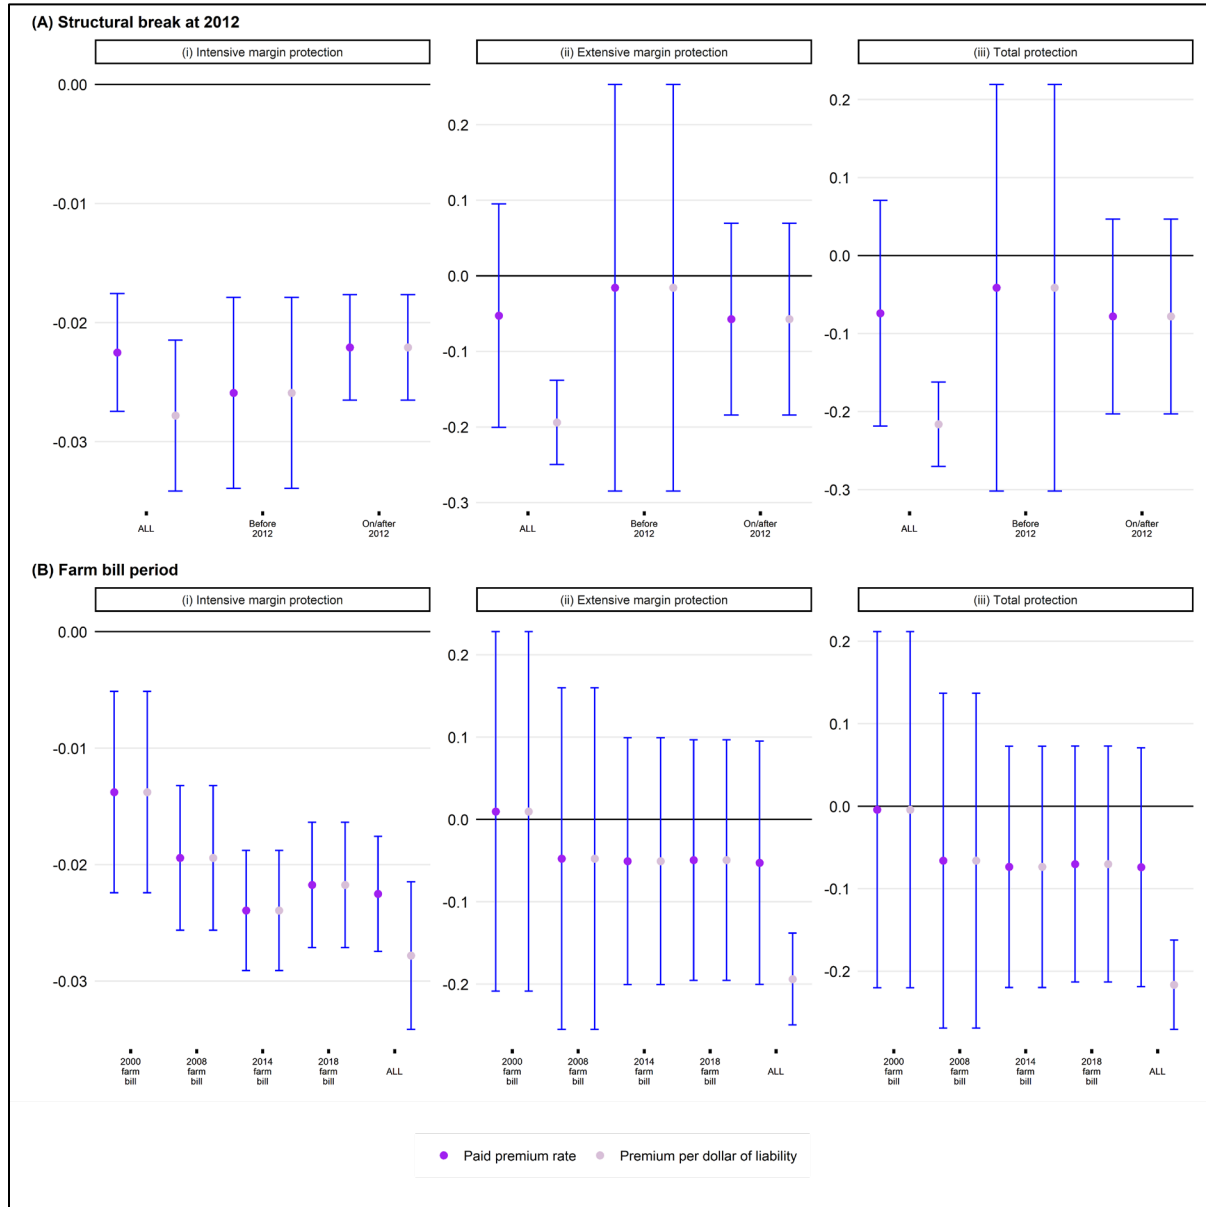 (A) Structural break at 2012
(i) Intensive margin protection
(ii) Extensive margin protection
(iii) Total protection
0.00
-0.01
-0.02
-0.03
0.2
0.1
0.0
-0.1
-0.2
-0.3
0.2
0.1
0.0
-0.1
-0.2
-0.3
ALL
Before
2012
On/after
2012
ALL
Before
2012
On/after
2012
ALL
Before
2012
On/after
2012
(B) Farm bill period
(i) Intensive margin protection
(ii) Extensive margin protection
(iii) Total protection
0.00
-0.01
-0.02
-0.03
0.2
0.1
0.0
-0.1
-0.2
0.2
0.1
0.0
-0.1
-0.2
2000
farm
bill
2008
farm
bill
2014
farm
bill
2018
farm
bill
ALL
2000
farm
bill
2008
farm
bill
2014
farm
bill
2018
farm
bill
ALL
2000
farm
bill
2008
farm
bill
2014
farm
bill
2018
farm
bill
ALL
Paid premium rate
Premium per dollar of liability